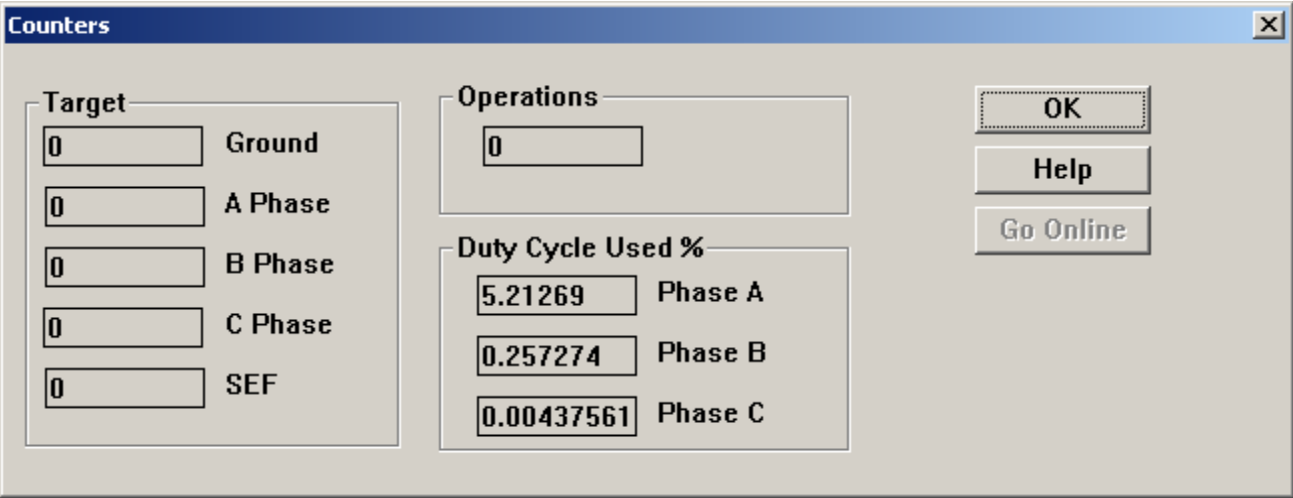 Counters
Target
0 Ground
0 A Phase
0 B Phase
0 C Phase
0 SEF
Operations
0
Duty Cycle Used %
5.21269 Phase A
0.257274 Phase B
0.00437561 Phase C
OK
Help
Go Online